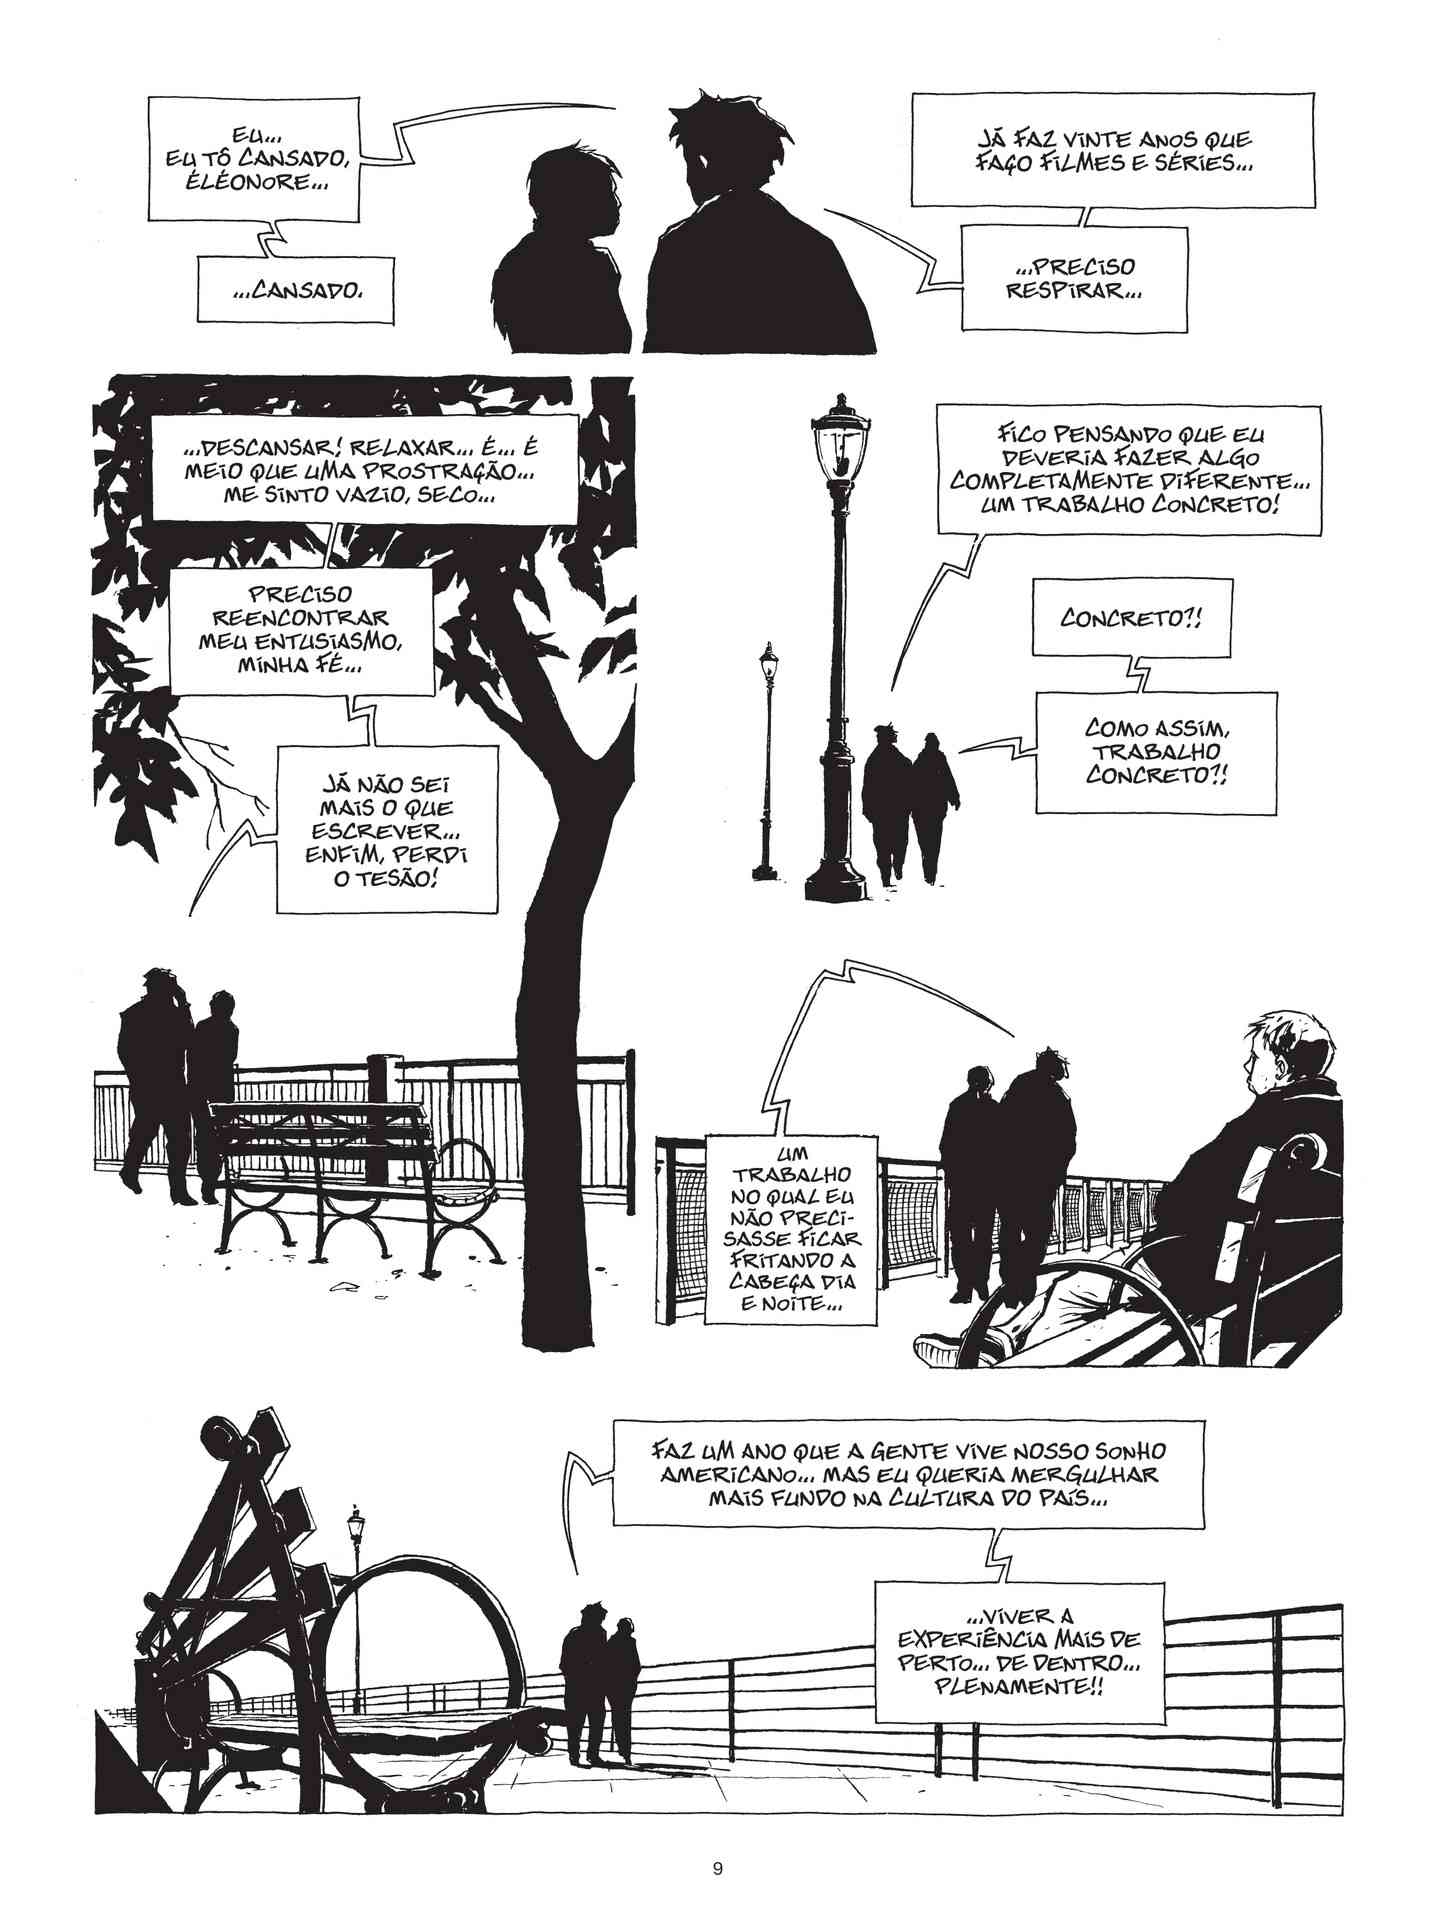 EU...
EU TÔ CANSADO,
ÉLÉONORE...
...CANSADO.
JÁ FAZ VINTE ANOS QUE
FAÇO FILMES E SÉRIES...
...PRECISO
RESPIRAR...
...DESCANSAR! RELAXAR... É... É
MEIO QUE UMA PROSTRAÇÃO...
ME SINTO VAZIO, SECO...
PRECISO
REENCONTRAR
MEU ENTUSIASMO,
MINHA FÉ...
JÁ NÃO SEI
MAIS O QUE
ESCREVER...
ENFIM, PERDI
O TESÃO!
FICO PENSANDO QUE EU
DEVERIA FAZER ALGO
COMPLETAMENTE DIFERENTE...
UM TRABALHO CONCRETO!
CONCRETO?!
COMO ASSIM,
TRABALHO
CONCRETO?!
UM
TRABALHO
NO QUAL EU
NÃO PRECI-
SASSE FICAR
FRITANDO A
CABEÇA DIA
E NOITE...
FAZ UM ANO QUE A GENTE VIVE NOSSO SONHO
AMERICANO... MAS EU QUERIA MERGULHAR
MAIS FUNDO NA CULTURA DO PAÍS...
...VIVER A
EXPERIÊNCIA MAIS DE
PERTO... DE DENTRO...
PLENAMENTE!!
9